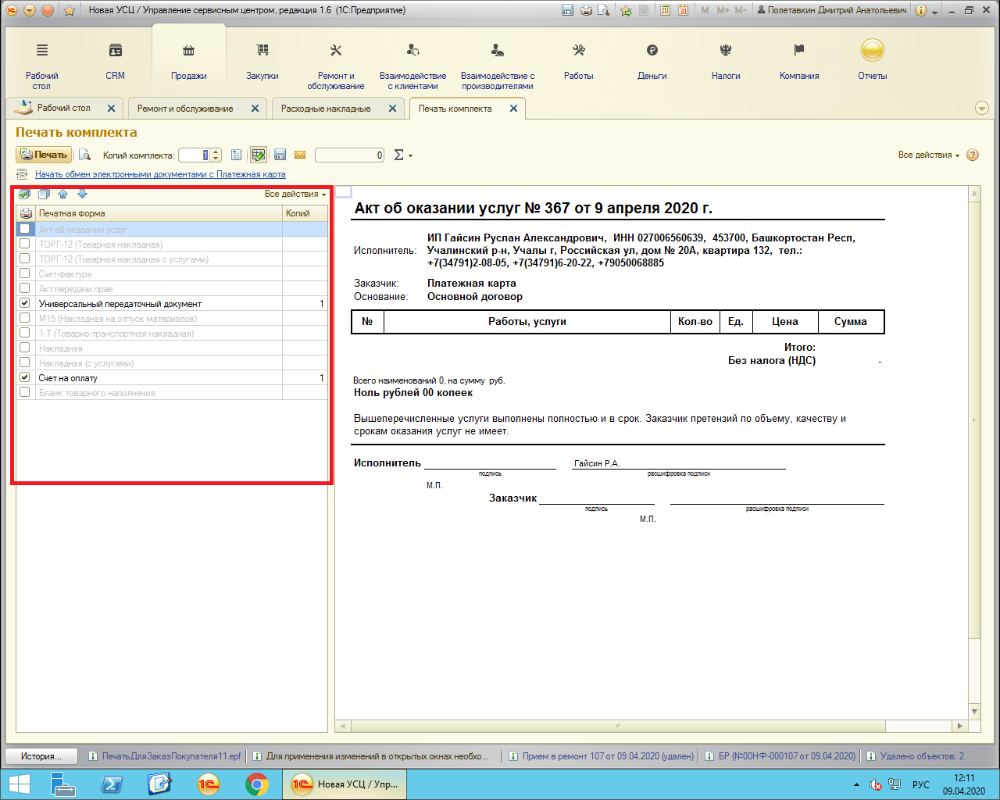 Новая УСЦ / Управление сервисным центром, редакция 1.6 (1С:Предприятие)
M M+ M- Полетавкин Дмитрий Анатольевич
Рабочий стол
CRM
Продажи
Закупки
Ремонт и обслуживание
Взаимодействие с клиентами
Взаимодействие с производителями
Работы
Деньги
Налоги
Компания
Отчеты
Рабочий стол
Ремонт и обслуживание
Расходные накладные
Печать комплекта
Печать комплекта
Печать Копий комплекта: 1 0 Σ Все действия
Начать обмен электронными документами с Платежная карта
Все действия
Печатная форма Копий
Акт об оказании услуг
ТОРГ-12 (Товарная накладная)
ТОРГ-12 (Товарная накладная с услугами)
Счет-фактура
Акт передачи прав
Универсальный передаточный документ 1
М15 (Накладная на отпуск материалов)
1-Т (Товарно-транспортная накладная)
Накладная
Накладная (с услугами)
Счет на оплату 1
Бланк товарного наполнения
Акт об оказании услуг № 367 от 9 апреля 2020 г.
ИП Гайсин Руслан Александрович, ИНН 027006560639, 453700, Башкортостан Респ,
Исполнитель: Учалинский р-н, Учалы г, Российская ул, дом № 20А, квартира 132, тел.:
+7(34791)2-08-05, +7(34791)6-20-22, +79050068885
Заказчик: Платежная карта
Основание: Основной договор
№ Работы, услуги Кол-во Ед. Цена Сумма
Итого:
Без налога (НДС) -
Всего наименований 0, на сумму руб.
Ноль рублей 00 копеек
Вышеперечисленные услуги выполнены полностью и в срок. Заказчик претензий по объему, качеству и
срокам оказания услуг не имеет.
Исполнитель Гайсин Р.А.
подпись расшифровка подписи
М.П.
Заказчик
подпись расшифровка подписи
М.П.
История... ПечатьДляЗаказПокупателя11.epf Для применения изменений в открытых окнах необхо... Прием в ремонт 107 от 09.04.2020 (удален) БР (№00НФ-000107 от 09.04.2020) Удалено объектов: 2.
Новая УСЦ / Упр... РУС 12:11
09.04.2020